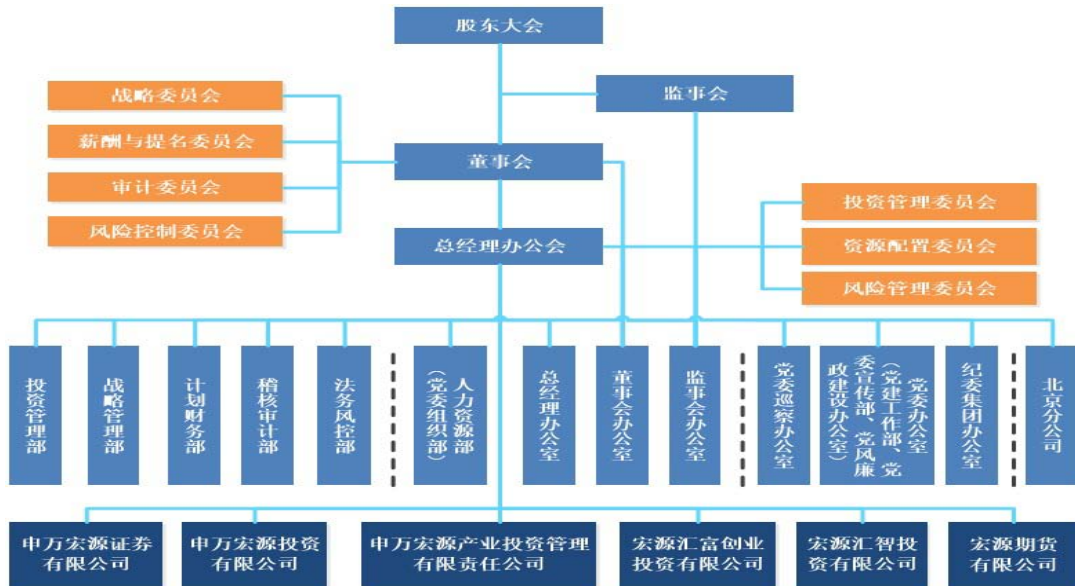 股东大会
监事会
战略委员会
薪酬与提名委员会
审计委员会
风险控制委员会
董事会
投资管理委员会
资源配置委员会
风险管理委员会
总经理办公会
投资管理部
战略管理部
计划财务部
稽核审计部
法务风控部
人力资源部
（党委组织部）
总经理办公室
董事会办公室
监事会办公室
党委巡察办公室
党委办公室
（党建工作部、党
委宣传部、党风廉
政建设办公室）
纪委集团办公室
北京分公司
申万宏源证券
有限公司
申万宏源投资
有限公司
申万宏源产业投资管理
有限责任公司
宏源汇富创业
投资有限公司
宏源汇智投
资有限公司
宏源期货
有限公司